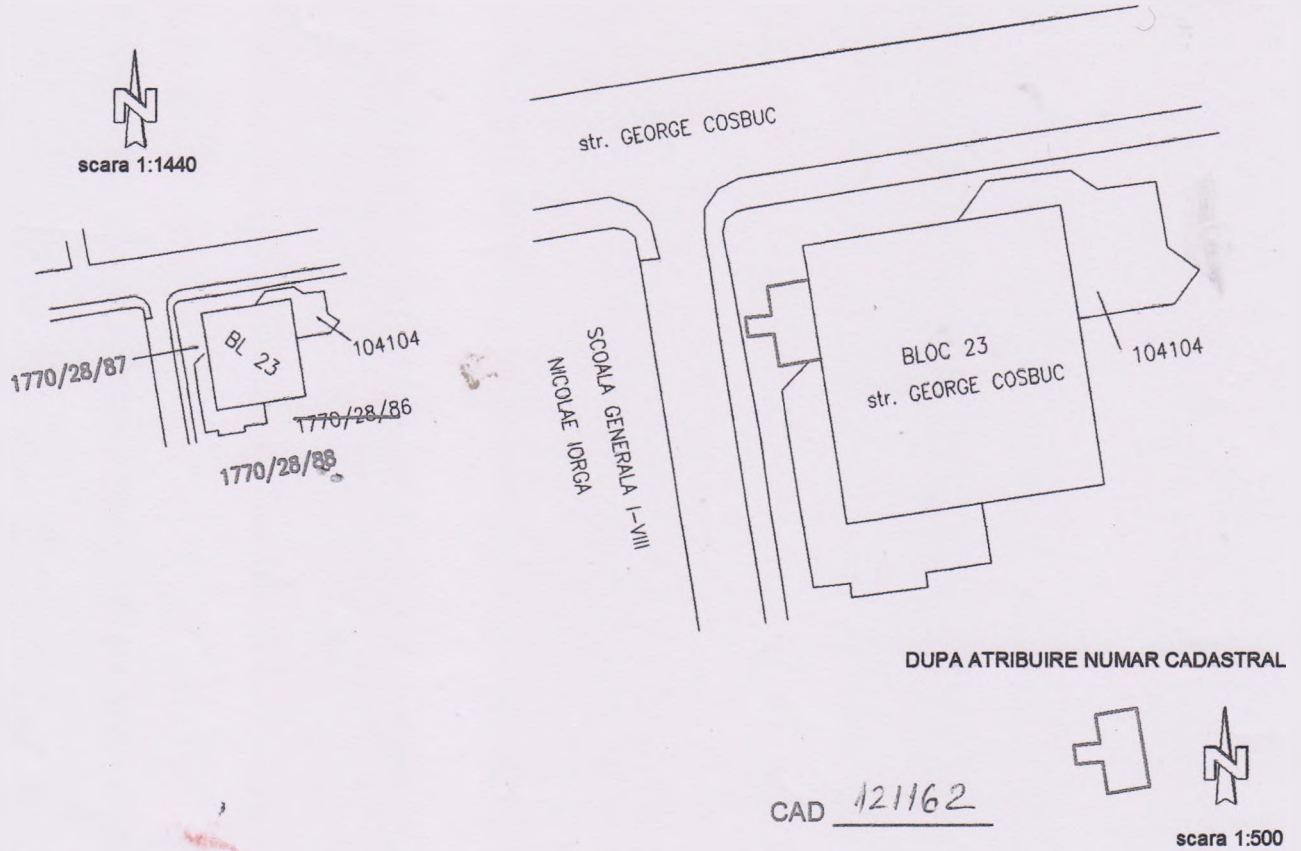 scara 1:1440
str. GEORGE COSBUC
1770/28/87
BL 23
104104
1770/28/86
1770/28/88
SCOALA GENERALA I-VIII
NICOLAE IORGA
BLOC 23
str. GEORGE COSBUC
104104
DUPA ATRIBUIRE NUMAR CADASTRAL
CAD 121162
scara 1:500